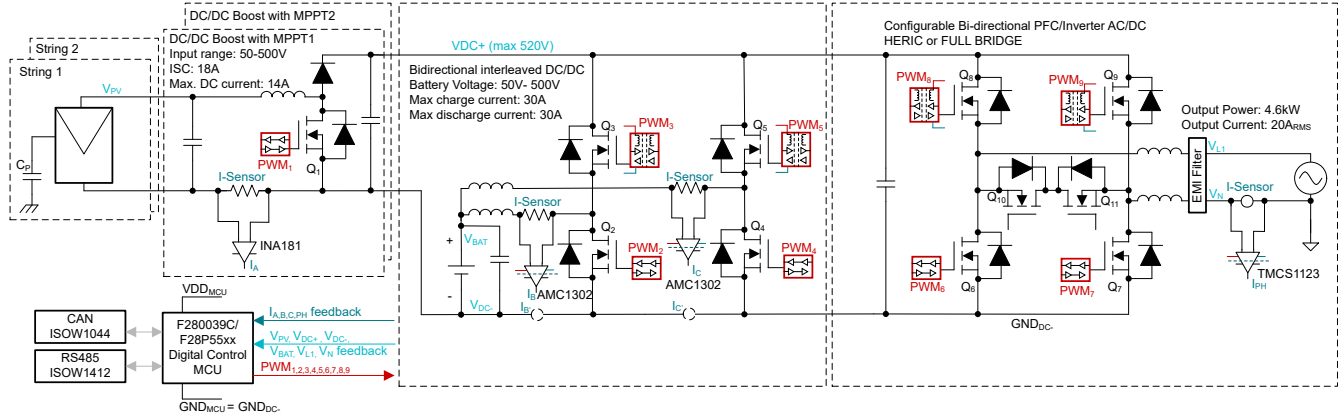 DC/DC Boost with MPPT2
String 2
String 1
DC/DC Boost with MPPT1
Input range: 50-500V
ISC: 18A
Max. DC current: 14A
VPV
CP
PWM1
Q1
I-Sensor
INA181
IA
VDC+ (max 520V)
Bidirectional interleaved DC/DC
Battery Voltage: 50V- 500V
Max charge current: 30A
Max discharge current: 30A
Q3
PWM3
Q5
PWM5
I-Sensor
I-Sensor
+
VBAT
-
VDC-
Q2
PWM2
Q4
PWM4
IB
AMC1302
IC
AMC1302
IB'
IC'
Configurable Bi-directional PFC/Inverter AC/DC
HERIC or FULL BRIDGE
PWM8
Q8
PWM9
Q9
Output Power: 4.6kW
Output Current: 20ARMS
EMI Filter
VL1
VN
I-Sensor
Q10
Q11
PWM6
Q6
PWM7
Q7
TMCS1123
IPH
GNDDC-
VDDMCU
CAN
ISOW1044
RS485
ISOW1412
F280039C/
F28P55xx
Digital Control
MCU
IA,B,C,PH feedback
VPV, VDC+, VDC-,
VBAT, VL1, VN feedback
PWM1,2,3,4,5,6,7,8,9
GNDMCU = GNDDC-